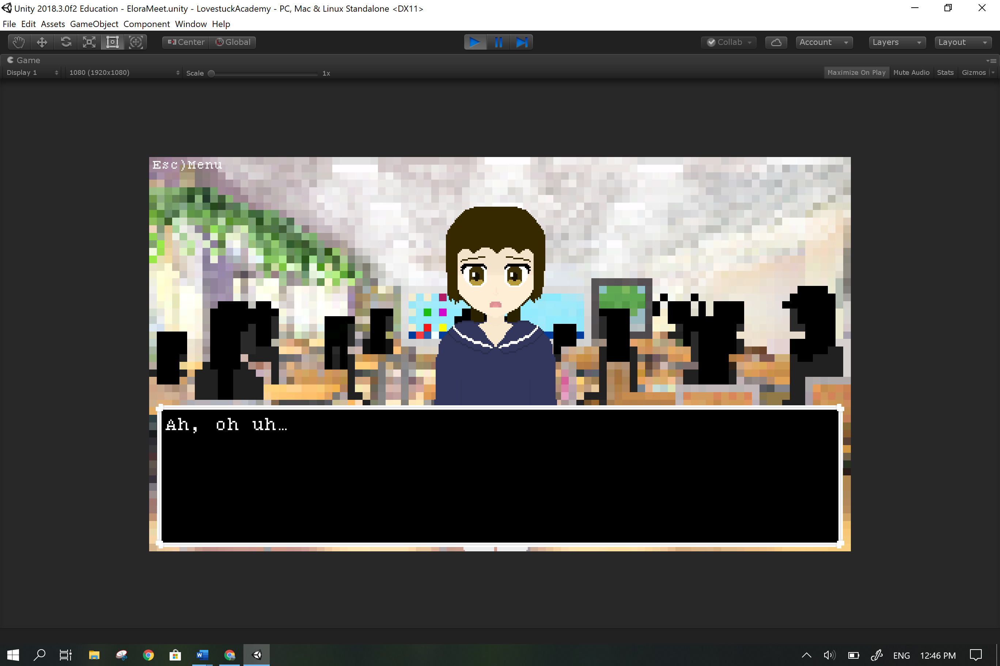 Unity 2018.3.0f2 Education - EloraMeet.unity - LovestuckAcademy - PC, Mac & Linux Standalone <DX11>
File Edit Assets GameObject Component Window Help
Center Global Collab Account Layers Layout
Game
Display 1 1080 (1920x1080) Scale 1x Maximize On Play Mute Audio Stats Gizmos
Esc)Menu
Ah, oh uh…
ENG 12:46 PM